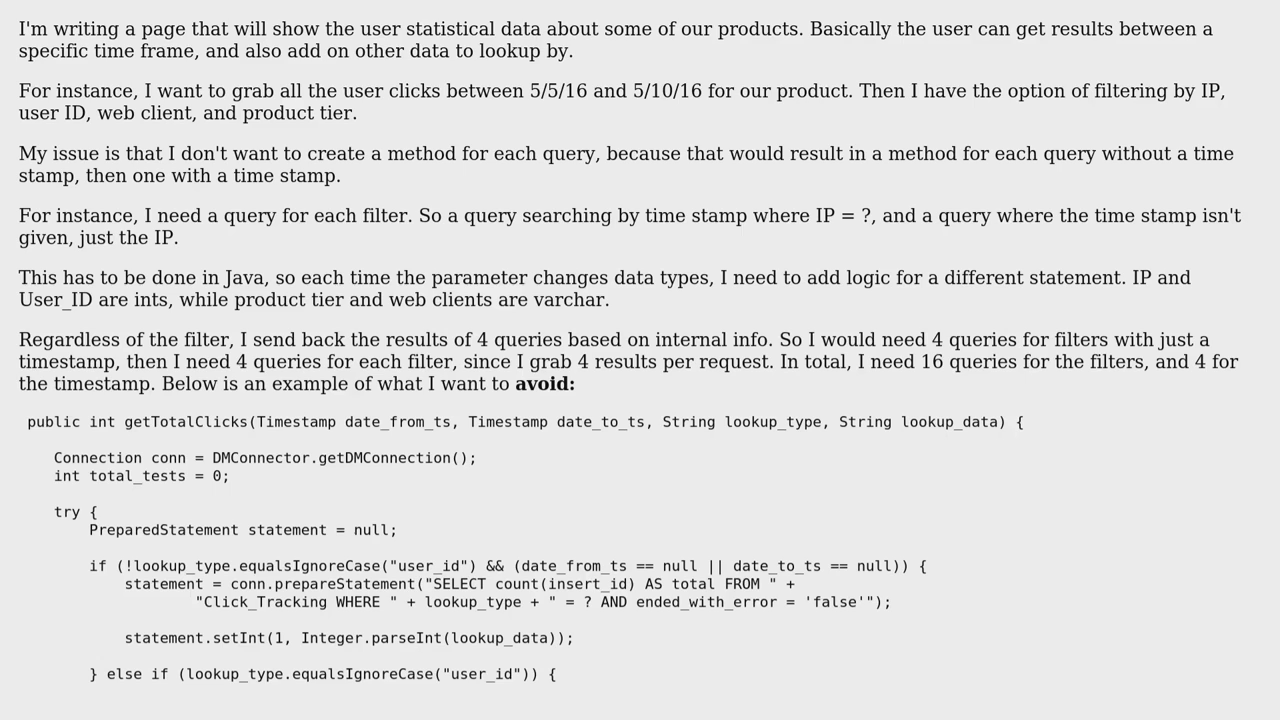 I'm writing a page that will show the user statistical data about some of our products. Basically the user can get results between a
specific time frame, and also add on other data to lookup by.
For instance, I want to grab all the user clicks between 5/5/16 and 5/10/16 for our product. Then I have the option of filtering by IP,
user ID, web client, and product tier.
My issue is that I don't want to create a method for each query, because that would result in a method for each query without a time
stamp, then one with a time stamp.
For instance, I need a query for each filter. So a query searching by time stamp where IP = ?, and a query where the time stamp isn't
given, just the IP.
This has to be done in Java, so each time the parameter changes data types, I need to add logic for a different statement. IP and
User_ID are ints, while product tier and web clients are varchar.
Regardless of the filter, I send back the results of 4 queries based on internal info. So I would need 4 queries for filters with just a
timestamp, then I need 4 queries for each filter, since I grab 4 results per request. In total, I need 16 queries for the filters, and 4 for
the timestamp. Below is an example of what I want to avoid:
public int getTotalClicks(Timestamp date_from_ts, Timestamp date_to_ts, String lookup_type, String lookup_data) {
Connection conn = DMConnector.getDMConnection();
int total_tests = 0;
try {
PreparedStatement statement = null;
if (!lookup_type.equalsIgnoreCase("user_id") && (date_from_ts == null || date_to_ts == null)) {
statement = conn.prepareStatement("SELECT count(insert_id) AS total FROM " +
"Click_Tracking WHERE " + lookup_type + " = ? AND ended_with_error = 'false'");
statement.setInt(1, Integer.parseInt(lookup_data));
} else if (lookup_type.equalsIgnoreCase("user_id")) {